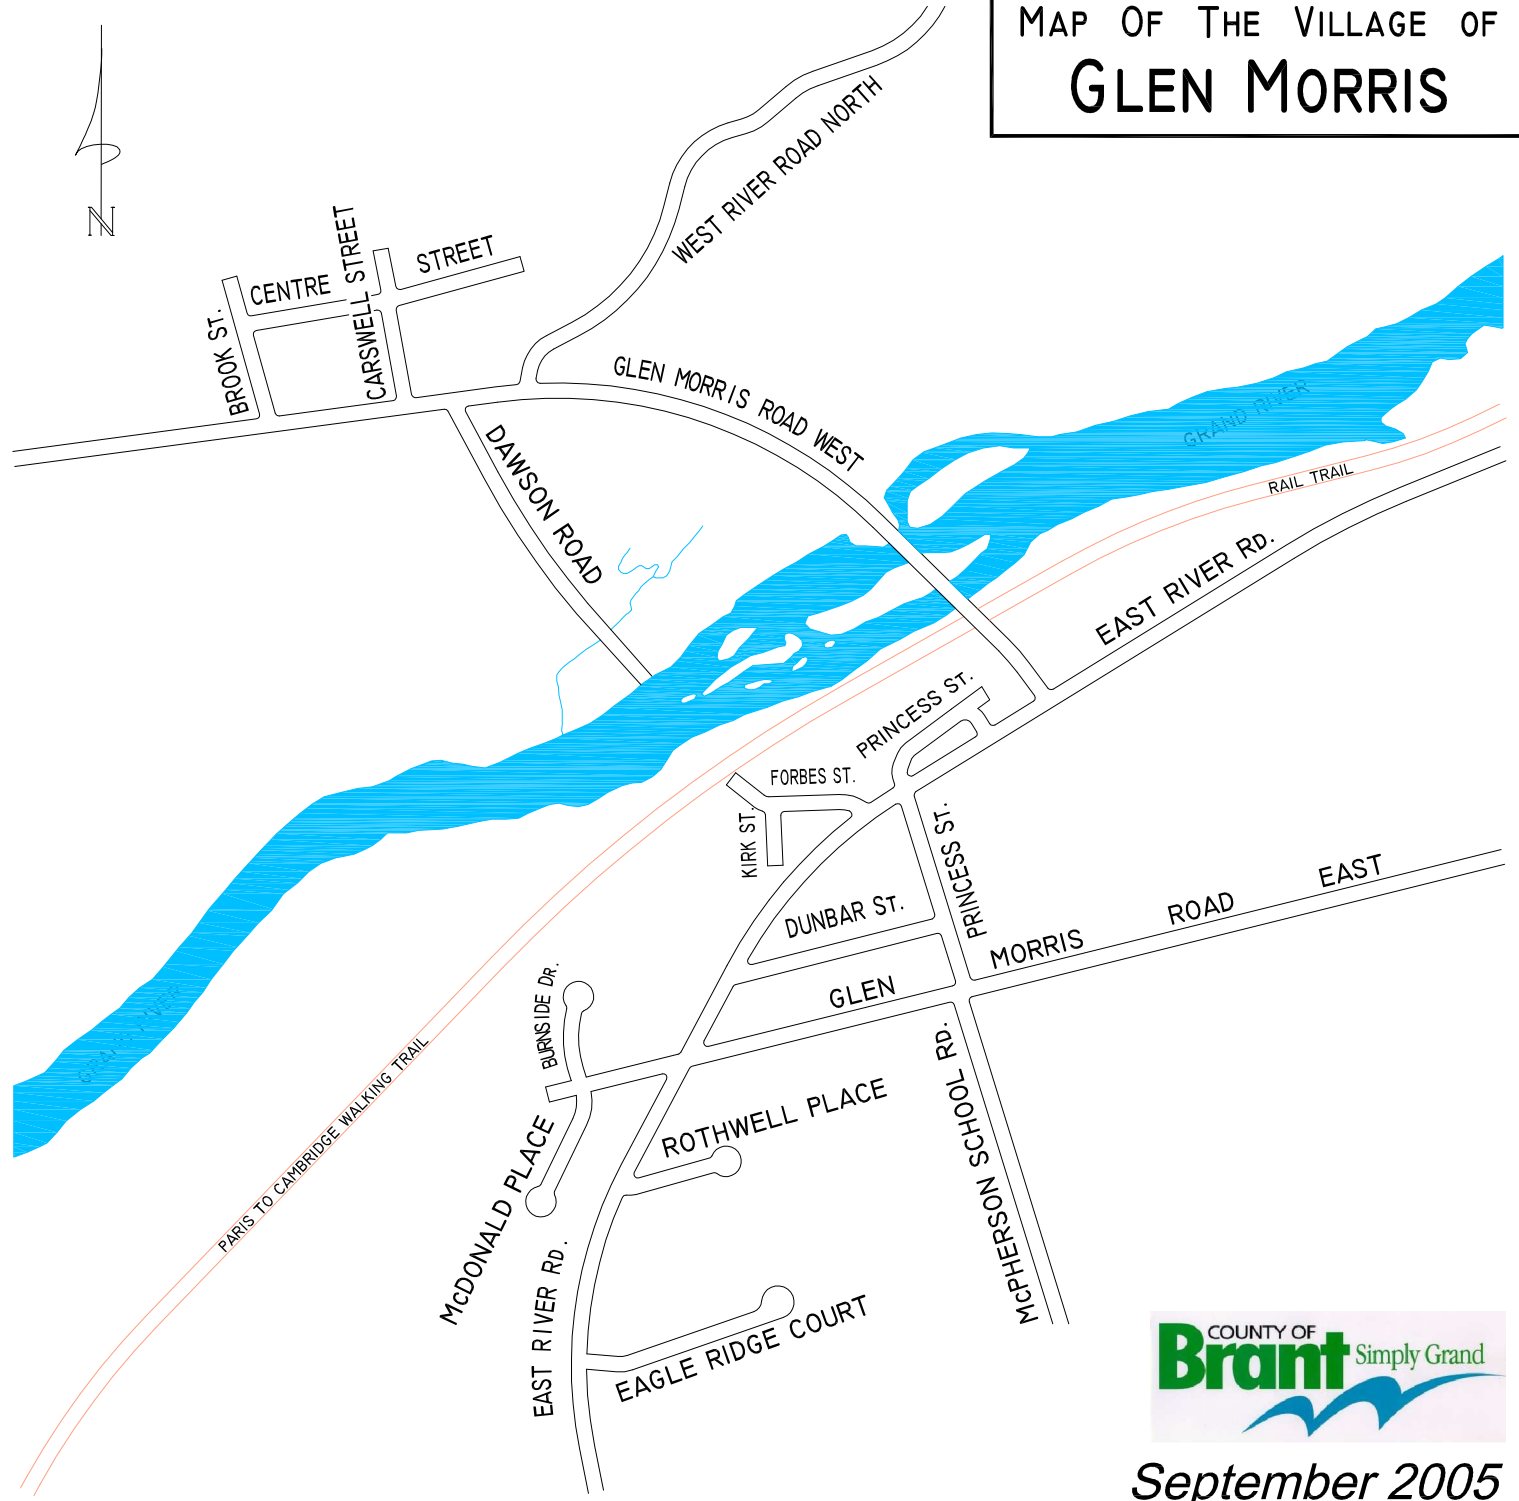 MAP OF THE VILLAGE OF
GLEN MORRIS
N
WEST RIVER ROAD NORTH
CARSWELL STREET
CENTRE STREET
BROOK ST.
GLEN MORRIS ROAD WEST
DAWSON ROAD
GRAND RIVER
RAIL TRAIL
EAST RIVER RD.
PRINCESS ST.
FORBES ST.
KIRK ST.
PRINCESS ST.
DUNBAR ST.
GLEN MORRIS ROAD EAST
BURNSIDE DR.
GRAND RIVER
PARIS TO CAMBRIDGE WALKING TRAIL
McDONALD PLACE
ROTHWELL PLACE
McPHERSON SCHOOL RD.
EAST RIVER RD.
EAGLE RIDGE COURT
COUNTY OF
Brant Simply Grand
September 2005